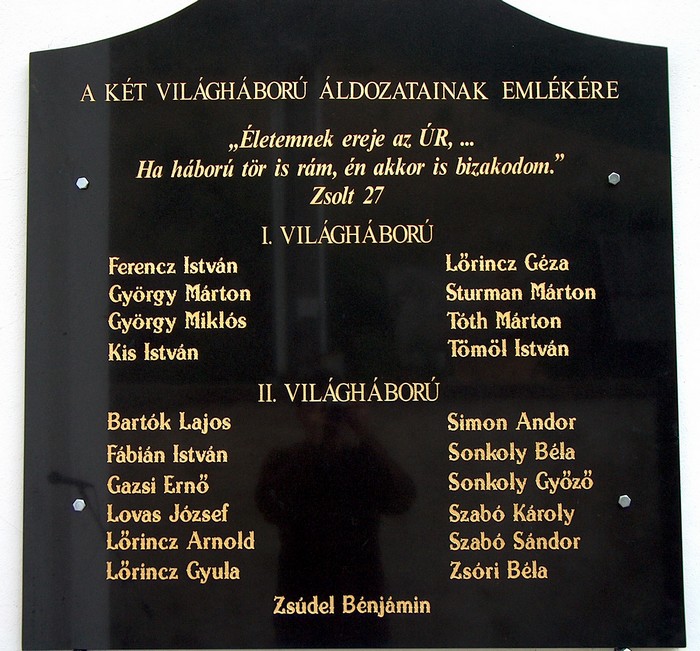 A KÉT VILÁGHÁBORÚ ÁLDOZATAINAK EMLÉKÉRE
„Életemnek ereje az ÚR, ...
Ha háború tör is rám, én akkor is bizakodom.”
Zsolt 27
I. VILÁGHÁBORÚ
Ferencz István
György Márton
György Miklós
Kis István
Lőrincz Géza
Sturman Márton
Tóth Márton
Tömöl István
II. VILÁGHÁBORÚ
Bartók Lajos
Fábián István
Gazsi Ernő
Lovas József
Lőrincz Arnold
Lőrincz Gyula
Simon Andor
Sonkoly Béla
Sonkoly Győző
Szabó Károly
Szabó Sándor
Zsóri Béla
Zsúdel Bénjámin